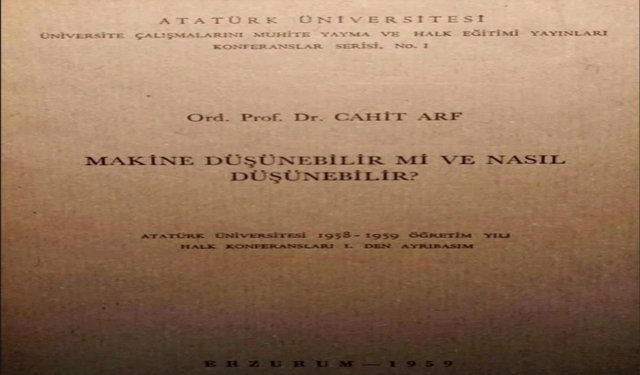 ATATÜRK ÜNİVERSİTESİ
ÜNİVERSİTE ÇALIŞMALARINI MUHİTE YAYMA VE HALK EĞİTİMİ YAYINLARI
KONFERANSLAR SERİSİ, No. 1
Ord. Prof. Dr. CAHİT ARF
MAKİNE DÜŞÜNEBİLİR Mİ VE NASIL
DÜŞÜNEBİLİR?
ATATÜRK ÜNİVERSİTESİ 1958-1959 ÖĞRETİM YILI
HALK KONFERANSLARI I. DEN AYRIBASIM
ERZURUM—1959